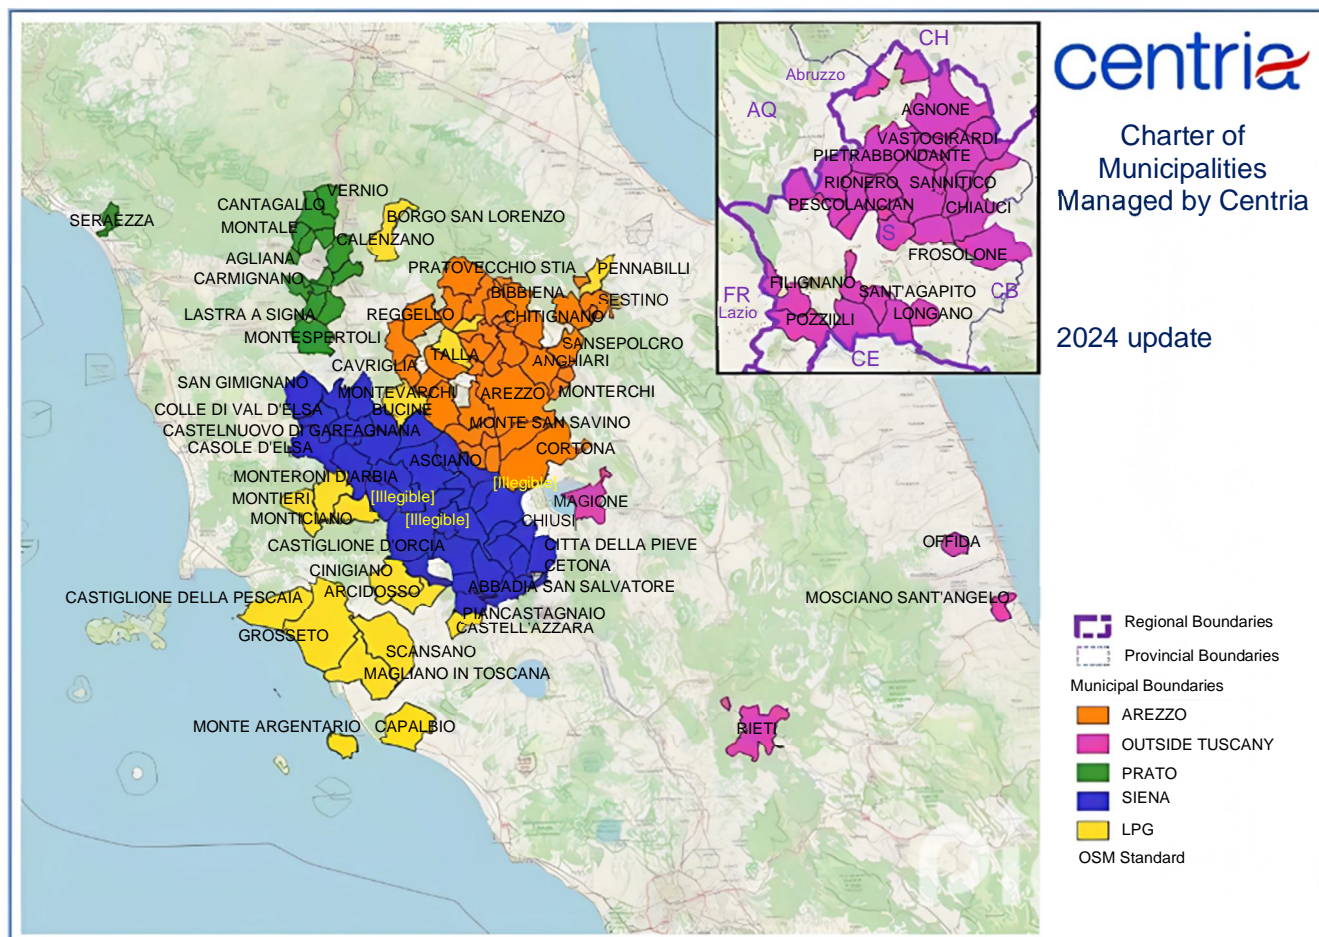 centria
Charter of
Municipalities
Managed by Centria
2024 update
CH
Abruzzo
AQ
AGNONE
VASTOGIRARDI
PIETRABBONDANTE
RIONERO SANNITICO
PESCOLANCIAN
CHIAUCI
IS
FROSOLONE
FILIGNANO
SANT'AGAPITO
CB
FR
Lazio
POZZILLI
LONGANO
CE
VERNIO
CANTAGALLO
SERAEZZA
BORGO SAN LORENZO
MONTALE
CALENZANO
AGLIANA
PRATOVECCHIO STIA
PENNABILLI
CARMIGNANO
BIBBIENA
SESTINO
LASTRA A SIGNA
REGGELLO
CHITIGNANO
MONTESPERTOLI
SANSEPOLCRO
TALLA
ANGHIARI
CAVRIGLIA
SAN GIMIGNANO
MONTEVARCHI
AREZZO
MONTERCHI
COLLE DI VAL D'ELSA
BUCINE
MONTE SAN SAVINO
CASTELNUOVO DI GARFAGNANA
CASOLE D'ELSA
CORTONA
ASCIANO
MONTERONI D'ARBIA
[Illegible]
MONTIERI
[Illegible]
MAGIONE
MONTICIANO
[Illegible]
CHIUSI
CASTIGLIONE D'ORCIA
CITTA DELLA PIEVE
OFFIDA
CINIGIANO
CETONA
ARCIDOSSO
ABBADIA SAN SALVATORE
CASTIGLIONE DELLA PESCAIA
MOSCIANO SANT'ANGELO
PIANCASTAGNAIO
GROSSETO
CASTELL'AZZARA
SCANSANO
MAGLIANO IN TOSCANA
MONTE ARGENTARIO
CAPALBIO
RIETI
Regional Boundaries
Provincial Boundaries
Municipal Boundaries
AREZZO
OUTSIDE TUSCANY
PRATO
SIENA
LPG
OSM Standard